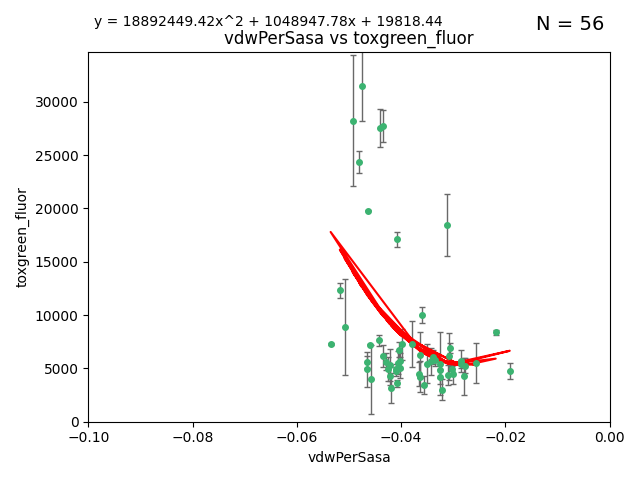 y = 18892449.42x^2 + 1048947.78x + 19818.44
N = 56
vdwPerSasa vs toxgreen_fluor
toxgreen_fluor
30000
25000
20000
15000
10000
5000
0
−0.10
−0.08
−0.06
−0.04
−0.02
0.00
vdwPerSasa